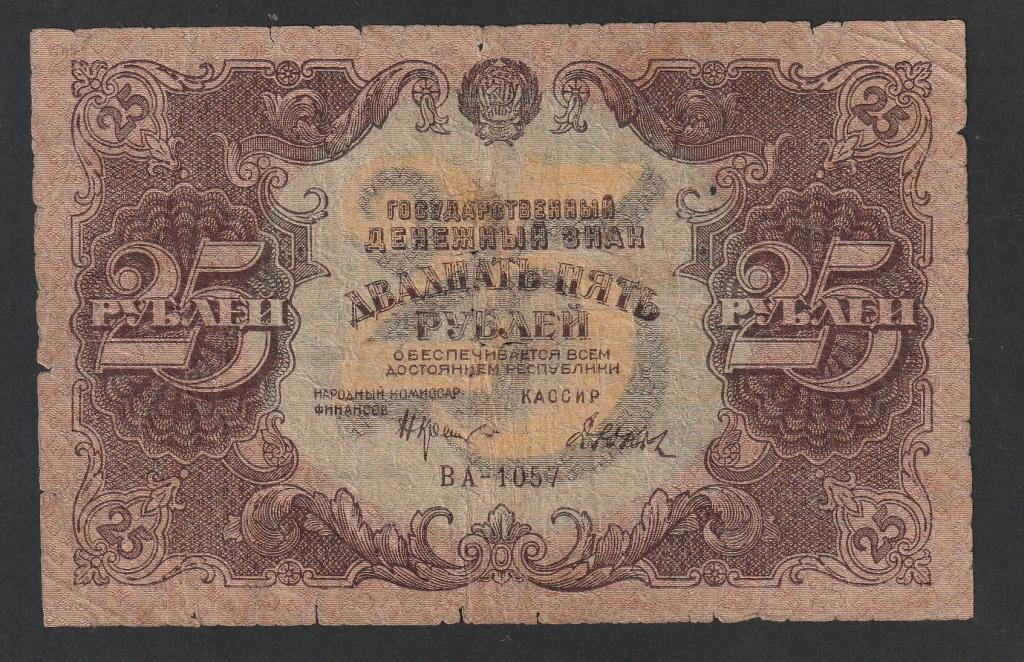 25 25
ГОСУДАРСТВЕННЫЙ
ДЕНЕЖНЫЙ ЗНАК
ДВАДЦАТЬ ПЯТЬ
РУБЛЕЙ
25 РУБЛЕЙ
25 РУБЛЕЙ
ОБЕСПЕЧИВАЕТСЯ ВСЕМ
ДОСТОЯНИЕМ РЕСПУБЛИКИ
НАРОДНЫЙ КОМИССАР
ФИНАНСОВ
КАССИР
ВА-1057
25 25